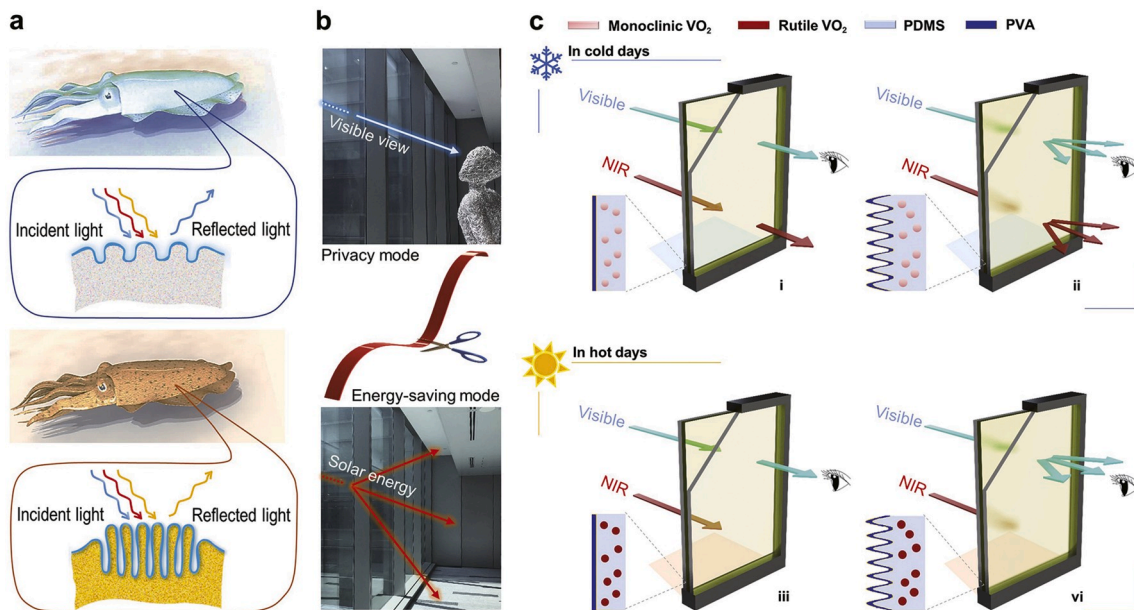 a
Incident light
Reflected light
Incident light
Reflected light
b
Visible view
Privacy mode
Energy-saving mode
Solar energy
c
Monoclinic VO₂
Rutile VO₂
PDMS
PVA
In cold days
Visible
NIR
i
Visible
NIR
ii
In hot days
Visible
NIR
iii
Visible
NIR
vi